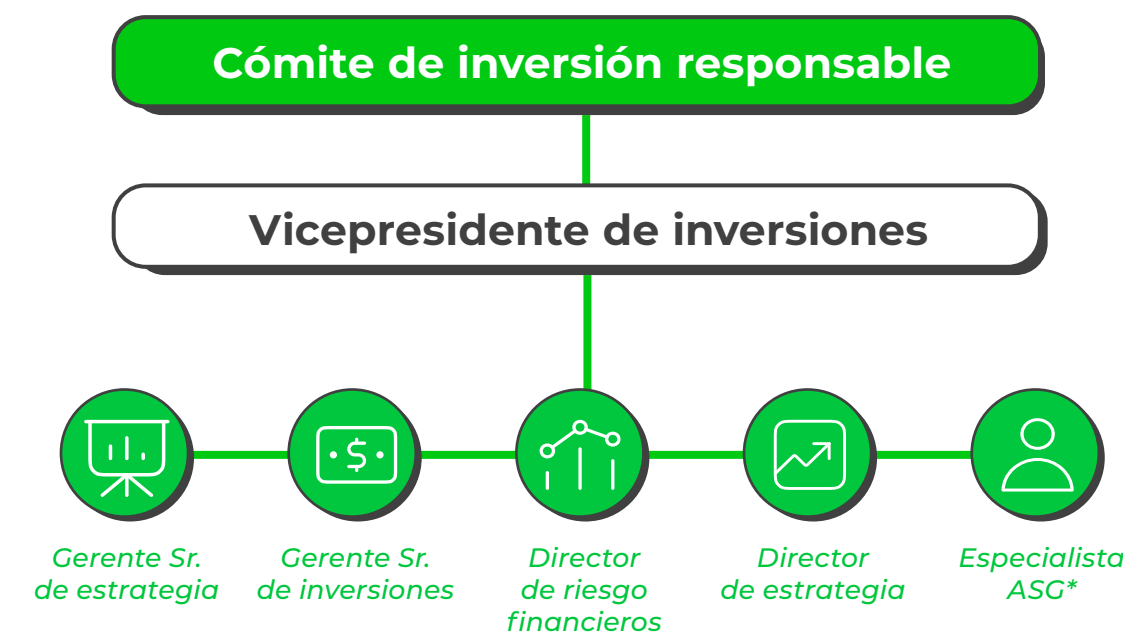 Cómite de inversión responsable
Vicepresidente de inversiones
$
Gerente Sr.
de estrategia
Gerente Sr.
de inversiones
Director
de riesgo
financieros
Director
de estrategia
Especialista
ASG*